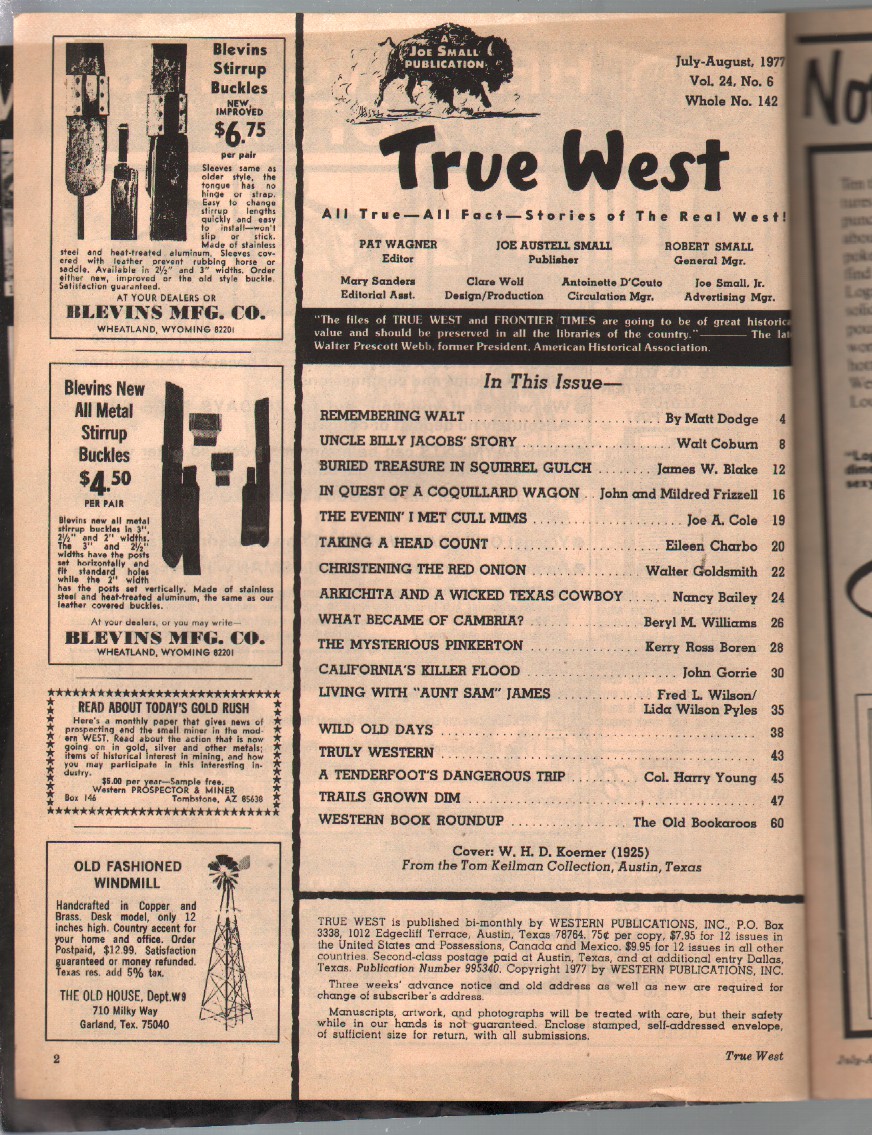 Blevins
Stirrup
Buckles
NEW,
IMPROVED
$6.75
per pair
Sleeves same as
older style, the
tongue has no
hinge or strap.
Easy to change
stirrup lengths
quickly and easy
to install—won't
slip or stick.
Made of stainless
steel and heat-treated aluminum. Sleeves cov-
ered with leather prevent rubbing horse or
saddle. Available in 2½" and 3" widths. Order
either new, improved or the old style buckle.
Satisfaction guaranteed.
AT YOUR DEALERS OR
BLEVINS MFG. CO.
WHEATLAND, WYOMING 82201
Blevins New
All Metal
Stirrup
Buckles
$4.50
PER PAIR
Blevins new all metal
stirrup buckles in 3",
2½" and 2" widths.
The 3" and 2½"
widths have the posts
set horizontally and
fit standard holes
while the 2" width
has the posts set vertically. Made of stainless
steel and heat-treated aluminum, the same as our
leather covered buckles.
At your dealers, or you may write—
BLEVINS MFG. CO.
WHEATLAND, WYOMING 82201
READ ABOUT TODAY'S GOLD RUSH
Here's a monthly paper that gives news of
prospecting and the small miner in the mod-
ern WEST. Read about the action that is now
going on in gold, silver and other metals;
items of historical interest in mining, and how
you may participate in this interesting in-
dustry.
$5.00 per year—Sample free.
Western PROSPECTOR & MINER
Box 146 Tombstone, AZ 85638
OLD FASHIONED
WINDMILL
Handcrafted in Copper and
Brass. Desk model, only 12
inches high. Country accent for
your home and office. Order
Postpaid, $12.99. Satisfaction
guaranteed or money refunded.
Texas res. add 5% tax.
THE OLD HOUSE, Dept.W9
710 Milky Way
Garland, Tex. 75040
2
A
JOE SMALL
PUBLICATION
July-August, 1977
Vol. 24, No. 6
Whole No. 142
True West
All True—All Fact—Stories of The Real West!
PAT WAGNER JOE AUSTELL SMALL ROBERT SMALL
Editor Publisher General Mgr.
Mary Sanders Clare Wolf Antoinette D'Couto Joe Small, Jr.
Editorial Asst. Design/Production Circulation Mgr. Advertising Mgr.
"The files of TRUE WEST and FRONTIER TIMES are going to be of great historica
value and should be preserved in all the libraries of the country."——— The lat
Walter Prescott Webb, former President, American Historical Association.
In This Issue—
REMEMBERING WALT . . . . . . . . . . By Matt Dodge 4
UNCLE BILLY JACOBS' STORY . . . . . . . . . . Walt Coburn 8
BURIED TREASURE IN SQUIRREL GULCH . . . . . . . . James W. Blake 12
IN QUEST OF A COQUILLARD WAGON . . John and Mildred Frizzell 16
THE EVENIN' I MET CULL MIMS . . . . . . . . . . Joe A. Cole 19
TAKING A HEAD COUNT . . . . . . . . . . Eileen Charbo 20
CHRISTENING THE RED ONION . . . . . . . . . . Walter Goldsmith 22
ARKICHITA AND A WICKED TEXAS COWBOY . . . . . . Nancy Bailey 24
WHAT BECAME OF CAMBRIA? . . . . . . . . . . Beryl M. Williams 26
THE MYSTERIOUS PINKERTON . . . . . . . . . . Kerry Ross Boren 28
CALIFORNIA'S KILLER FLOOD . . . . . . . . . . John Gorrie 30
LIVING WITH "AUNT SAM" JAMES . . . . . . . . . . Fred L. Wilson/
Lida Wilson Pyles 35
WILD OLD DAYS . . . . . . . . . . 38
TRULY WESTERN . . . . . . . . . . 43
A TENDERFOOT'S DANGEROUS TRIP . . . . . . . . Col. Harry Young 45
TRAILS GROWN DIM . . . . . . . . . . 47
WESTERN BOOK ROUNDUP . . . . . . . . . . The Old Bookaroos 60
Cover: W. H. D. Koerner (1925)
From the Tom Keilman Collection, Austin, Texas
TRUE WEST is published bi-monthly by WESTERN PUBLICATIONS, INC., P.O. Box
3338, 1012 Edgecliff Terrace, Austin, Texas 78764. 75¢ per copy, $7.95 for 12 issues in
the United States and Possessions, Canada and Mexico. $9.95 for 12 issues in all other
countries. Second-class postage paid at Austin, Texas, and at additional entry Dallas,
Texas. Publication Number 995340. Copyright 1977 by WESTERN PUBLICATIONS, INC.
Three weeks' advance notice and old address as well as new are required for
change of subscriber's address.
Manuscripts, artwork, and photographs will be treated with care, but their safety
while in our hands is not guaranteed. Enclose stamped, self-addressed envelope,
of sufficient size for return, with all submissions.
True West